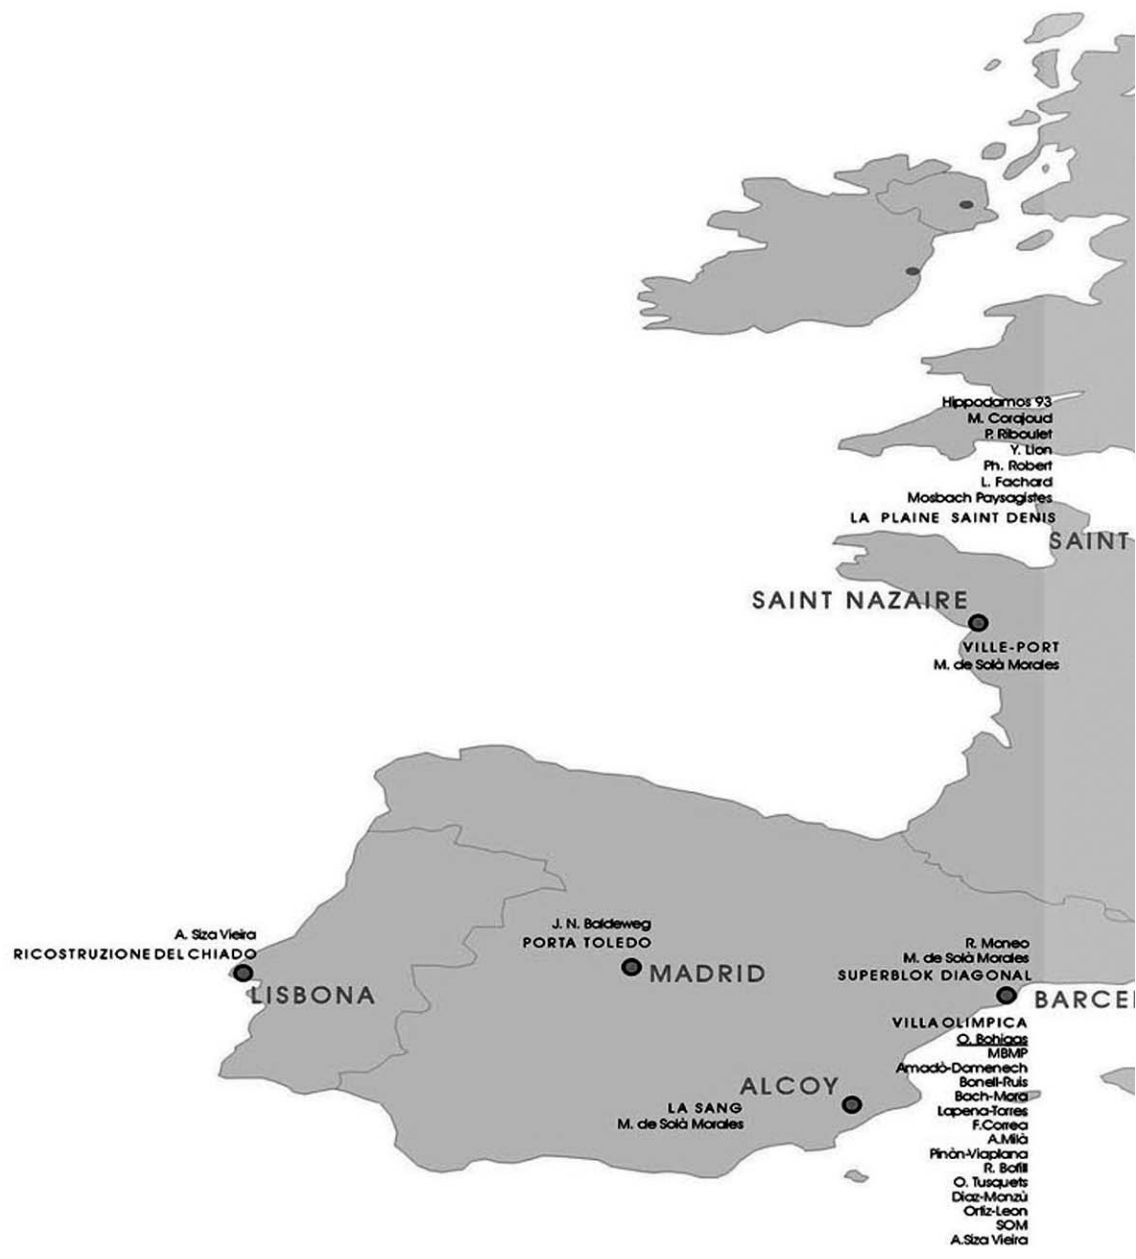 Hippodamos 93
M. Corajoud
P. Riboulet
Y. Lion
Ph. Robert
L. Fachard
Mosbach Paysagistes
LA PLAINE SAINT DENIS
SAINT
SAINT NAZAIRE
VILLE-PORT
M. de Solà Morales
A. Siza Vieira
RICOSTRUZIONE DEL CHIADO
LISBONA
J. N. Baldeweg
PORTA TOLEDO
MADRID
R. Moneo
M. de Solà Morales
SUPERBLOK DIAGONAL
BARCEL
VILLA OLIMPICA
O. Bohigas
MBMP
Amadò-Domenech
Bonell-Ruis
Bach-Mora
Lapena-Torres
F.Correa
A.Milà
Pinòn-Viaplana
R. Bofill
O. Tusquets
Diaz-Monzù
Ortiz-Leon
SOM
A.Siza Vieira
ALCOY
LA SANG
M. de Solà Morales